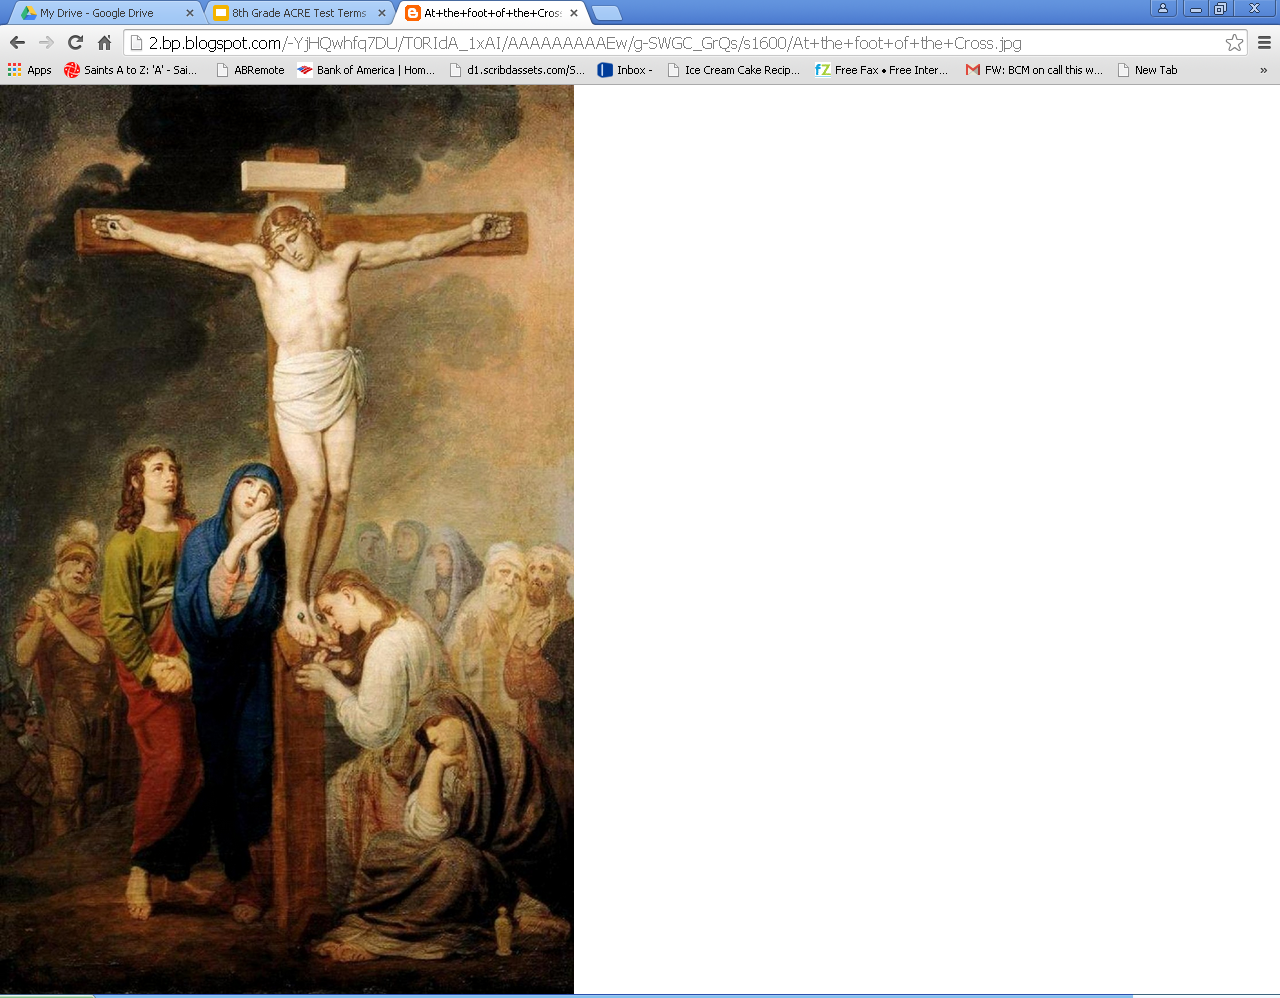 My Drive - Google Drive
8th Grade ACRE Test Terms
At+the+foot+of+the+Cros
2.bp.blogspot.com/-YjHQwhfq7DU/T0RIdA_1xAI/AAAAAAAAAEw/g-SWGC_GrQs/s1600/At+the+foot+of+the+Cross.jpg
Apps
Saints A to Z: 'A' - Sai...
ABRemote
Bank of America | Hom...
d1.scribdassets.com/S...
Inbox -
Ice Cream Cake Recip...
Free Fax • Free Inter...
FW: BCM on call this w...
New Tab
»